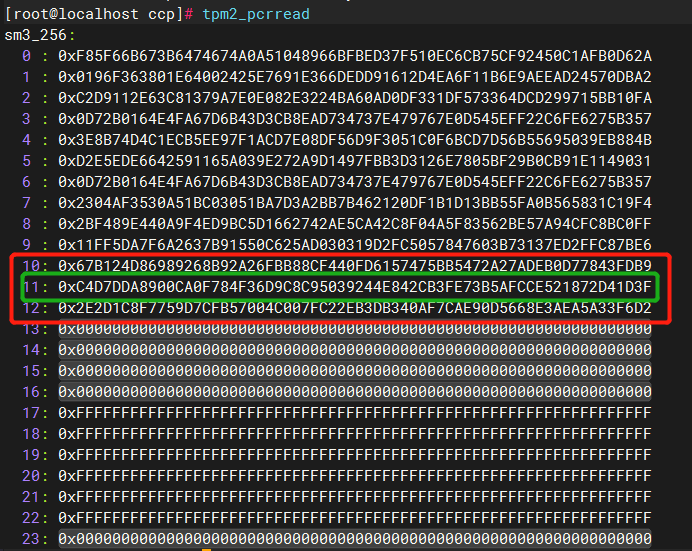 [root@localhost ccp]# tpm2_pcrread
sm3_256:
0 : 0xF85F66B673B6474674A0A51048966BFBED37F510EC6CB75CF92450C1AFB0D62A
1 : 0x0196F363801E64002425E7691E366DEDD91612D4EA6F11B6E9AEEAD24570DBA2
2 : 0xC2D9112E63C81379A7E0E082E3224BA60AD0DF331DF573364DCD299715BB10FA
3 : 0x0D72B0164E4FA67D6B43D3CB8EAD734737E479767E0D545EFF22C6FE6275B357
4 : 0x3E8B74D4C1ECB5EE97F1ACD7E08DF56D9F3051C0F6BCD7D56B55695039EB884B
5 : 0xD2E5EDE6642591165A039E272A9D1497FBB3D3126E7805BF29B0CB91E1149031
6 : 0x0D72B0164E4FA67D6B43D3CB8EAD734737E479767E0D545EFF22C6FE6275B357
7 : 0x2304AF3530A51BC03051BA7D3A2BB7B462120DF1B1D13BB55FA0B565831C19F4
8 : 0x2BF489E440A9F4ED9BC5D1662742AE5CA42C8F04A5F83562BE57A94CFC8BC0FF
9 : 0x11FF5DA7F6A2637B91550C625AD030319D2FC5057847603B73137ED2FFC87BE6
10: 0x67B124D86989268B92A26FBB88CF440FD6157475BB5472A27ADEB0D77843FDB9
11: 0xC4D7DDA8900CA0F784F36D9C8C95039244E842CB3FE73B5AFCCE521872D41D3F
12: 0x2E2D1C8F7759D7CFB57004C007FC22EB3DB340AF7CAE90D5668E3AEA5A33F6D2
13: 0x0000000000000000000000000000000000000000000000000000000000000000
14: 0x0000000000000000000000000000000000000000000000000000000000000000
15: 0x0000000000000000000000000000000000000000000000000000000000000000
16: 0x0000000000000000000000000000000000000000000000000000000000000000
17: 0xFFFFFFFFFFFFFFFFFFFFFFFFFFFFFFFFFFFFFFFFFFFFFFFFFFFFFFFFFFFFFFFF
18: 0xFFFFFFFFFFFFFFFFFFFFFFFFFFFFFFFFFFFFFFFFFFFFFFFFFFFFFFFFFFFFFFFF
19: 0xFFFFFFFFFFFFFFFFFFFFFFFFFFFFFFFFFFFFFFFFFFFFFFFFFFFFFFFFFFFFFFFF
20: 0xFFFFFFFFFFFFFFFFFFFFFFFFFFFFFFFFFFFFFFFFFFFFFFFFFFFFFFFFFFFFFFFF
21: 0xFFFFFFFFFFFFFFFFFFFFFFFFFFFFFFFFFFFFFFFFFFFFFFFFFFFFFFFFFFFFFFFF
22: 0xFFFFFFFFFFFFFFFFFFFFFFFFFFFFFFFFFFFFFFFFFFFFFFFFFFFFFFFFFFFFFFFF
23: 0x0000000000000000000000000000000000000000000000000000000000000000